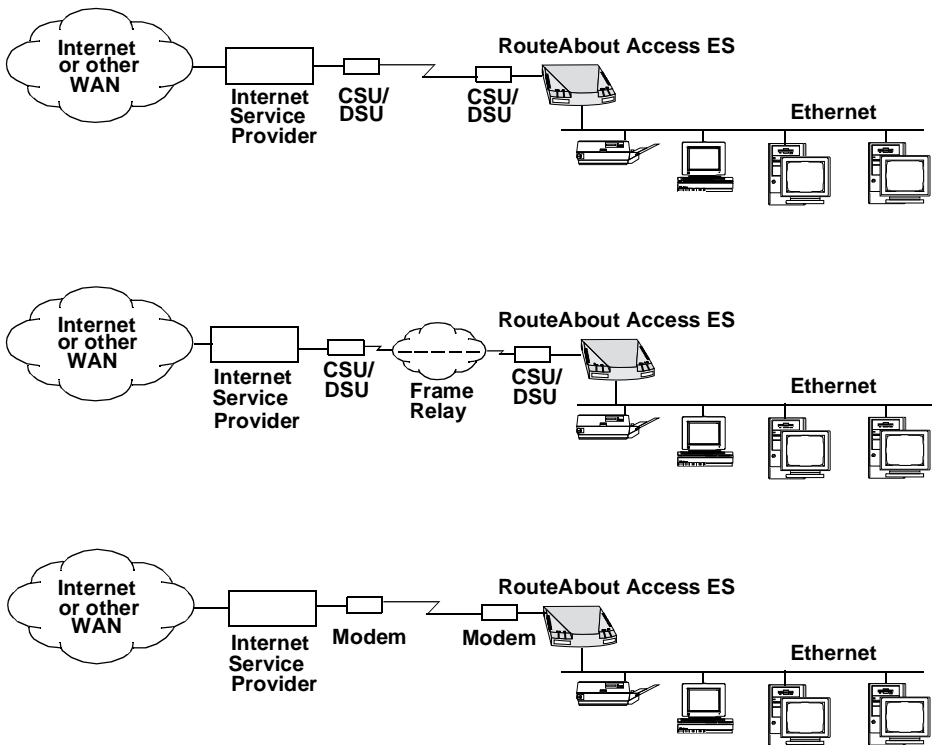 Internet
or other
WAN
Internet
Service
Provider
CSU/
DSU
CSU/
DSU
RouteAbout Access ES
Ethernet
Internet
or other
WAN
Internet
Service
Provider
CSU/
DSU
Frame
Relay
CSU/
DSU
RouteAbout Access ES
Ethernet
Internet
or other
WAN
Internet
Service
Provider
Modem
Modem
RouteAbout Access ES
Ethernet